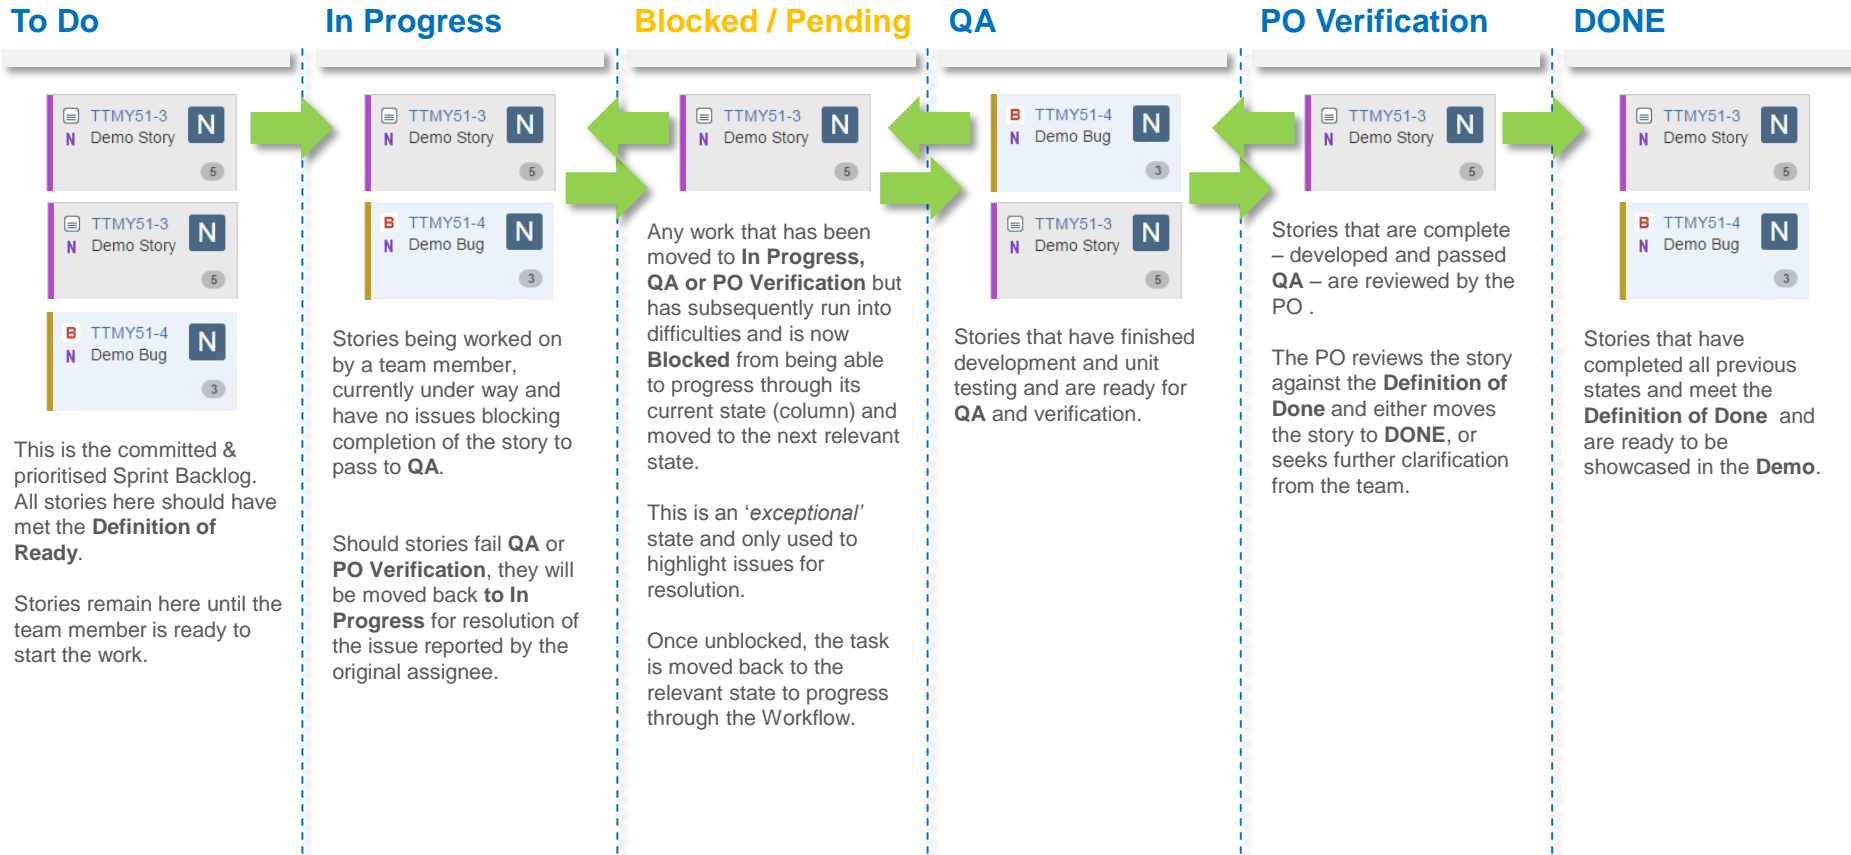 To Do
TTMY51-3
N Demo Story
N
5
TTMY51-3
N Demo Story
N
5
B TTMY51-4
N Demo Bug
N
3
This is the committed &
prioritised Sprint Backlog.
All stories here should have
met the Definition of
Ready.
Stories remain here until the
team member is ready to
start the work.
In Progress
TTMY51-3
N Demo Story
N
5
B TTMY51-4
N Demo Bug
N
3
Stories being worked on
by a team member,
currently under way and
have no issues blocking
completion of the story to
pass to QA.
Should stories fail QA or
PO Verification, they will
be moved back to In
Progress for resolution of
the issue reported by the
original assignee.
Blocked / Pending
TTMY51-3
N Demo Story
N
5
Any work that has been
moved to In Progress,
QA or PO Verification but
has subsequently run into
difficulties and is now
Blocked from being able
to progress through its
current state (column) and
moved to the next relevant
state.
This is an ‘exceptional’
state and only used to
highlight issues for
resolution.
Once unblocked, the task
is moved back to the
relevant state to progress
through the Workflow.
QA
B TTMY51-4
N Demo Bug
N
3
TTMY51-3
N Demo Story
N
5
Stories that have finished
development and unit
testing and are ready for
QA and verification.
PO Verification
TTMY51-3
N Demo Story
N
5
Stories that are complete
– developed and passed
QA – are reviewed by the
PO .
The PO reviews the story
against the Definition of
Done and either moves
the story to DONE, or
seeks further clarification
from the team.
DONE
TTMY51-3
N Demo Story
N
5
B TTMY51-4
N Demo Bug
N
3
Stories that have
completed all previous
states and meet the
Definition of Done and
are ready to be
showcased in the Demo.